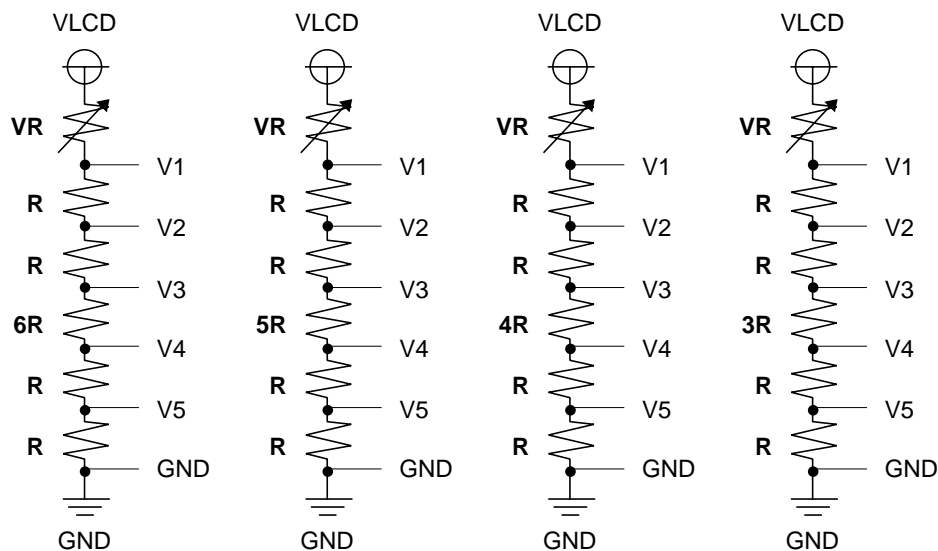 VLCD VLCD VLCD VLCD
VR VR VR VR
V1 V1 V1 V1
R R R R
V2 V2 V2 V2
R R R R
V3 V3 V3 V3
6R 5R 4R 3R
V4 V4 V4 V4
R R R R
V5 V5 V5 V5
R R R R
GND GND GND GND
GND GND GND GND